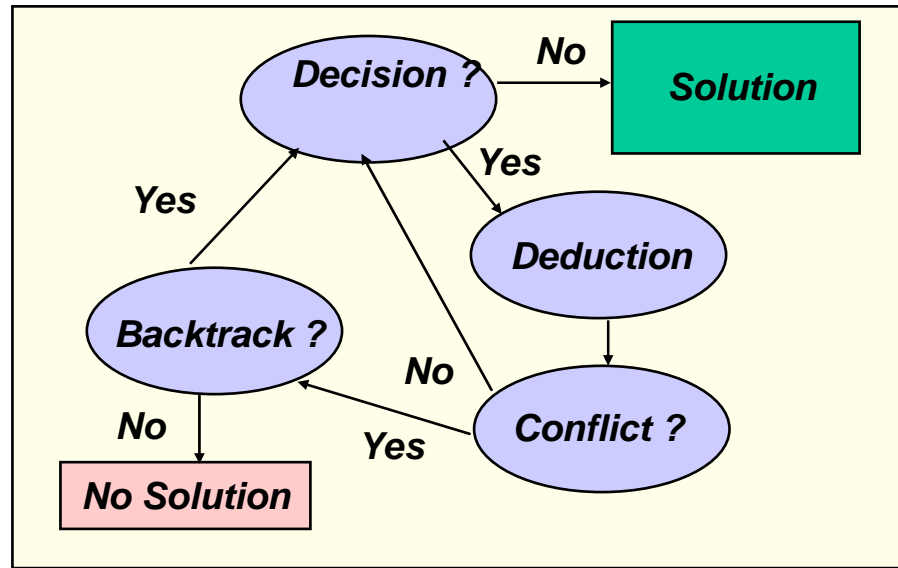 Decision ?
No
Solution
Yes
Yes
Deduction
Backtrack ?
No
Conflict ?
No
Yes
No Solution